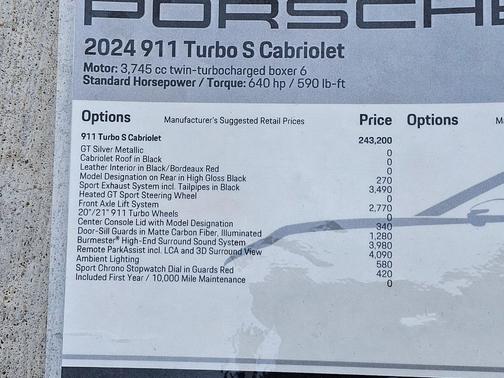 PORSCHE
2024 911 Turbo S Cabriolet
Motor: 3,745 cc twin-turbocharged boxer 6
Standard Horsepower / Torque: 640 hp / 590 lb-ft
Options Manufacturer's Suggested Retail Prices Price Options
911 Turbo S Cabriolet 243,200
GT Silver Metallic 0
Cabriolet Roof in Black 0
Leather Interior in Black/Bordeaux Red 0
Model Designation on Rear in High Gloss Black 270
Sport Exhaust System incl. Tailpipes in Black 3,490
Heated GT Sport Steering Wheel 0
Front Axle Lift System 2,770
20"/21" 911 Turbo Wheels 0
Center Console Lid with Model Designation 340
Door-Sill Guards in Matte Carbon Fiber, Illuminated 1,280
Burmester® High-End Surround Sound System 3,980
Remote ParkAssist incl. LCA and 3D Surround View 4,090
Ambient Lighting 580
Sport Chrono Stopwatch Dial in Guards Red 420
Included First Year / 10,000 Mile Maintenance 0